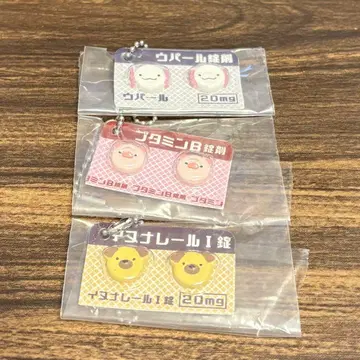 ウパール錠剤
ウパール 20mg
ブタミンB錠剤
ブタミンB錠剤 ブタミンB錠剤 ブタミン
イヌナレールI錠
イヌナレールI錠 20mg